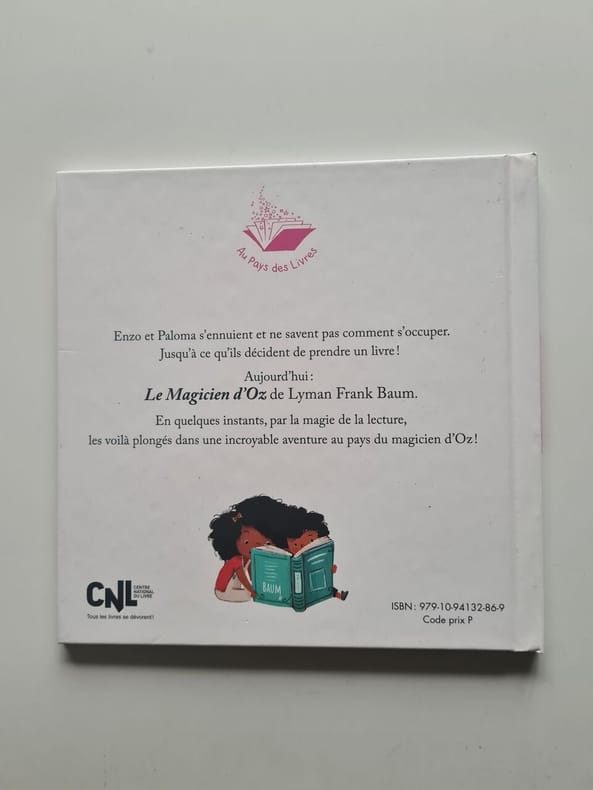 Au Pays des Livres
Enzo et Paloma s'ennuient et ne savent pas comment s'occuper.
Jusqu'à ce qu'ils décident de prendre un livre !
Aujourd'hui :
Le Magicien d'Oz de Lyman Frank Baum.
En quelques instants, par la magie de la lecture,
les voilà plongés dans une incroyable aventure au pays du magicien d'Oz !
BAUM
CNL CENTRE
NATIONAL
DU LIVRE
Tous les livres se dévorent !
ISBN : 979-10-94132-86-9
Code prix P